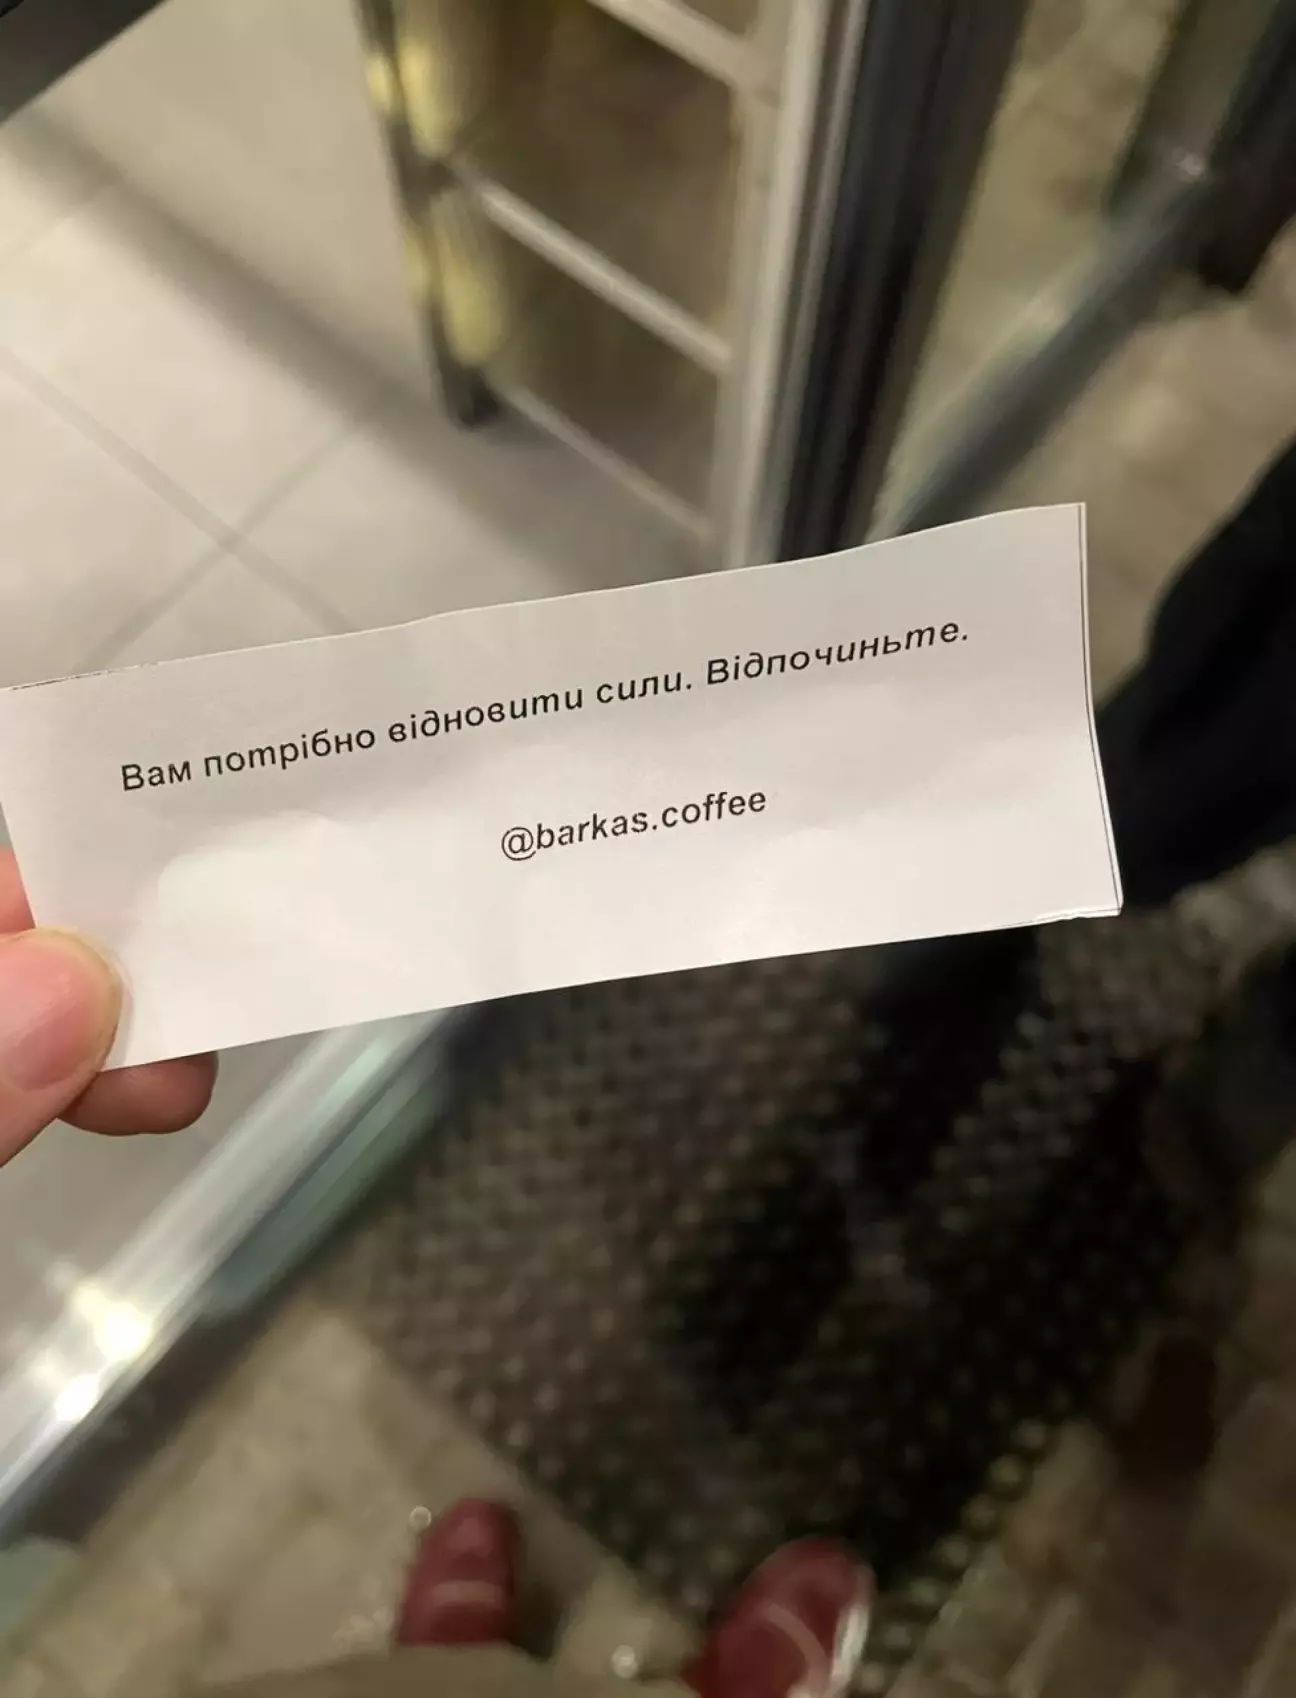 Вам потрібно відновити сили. Відпочиньте.
@barkas.coffee